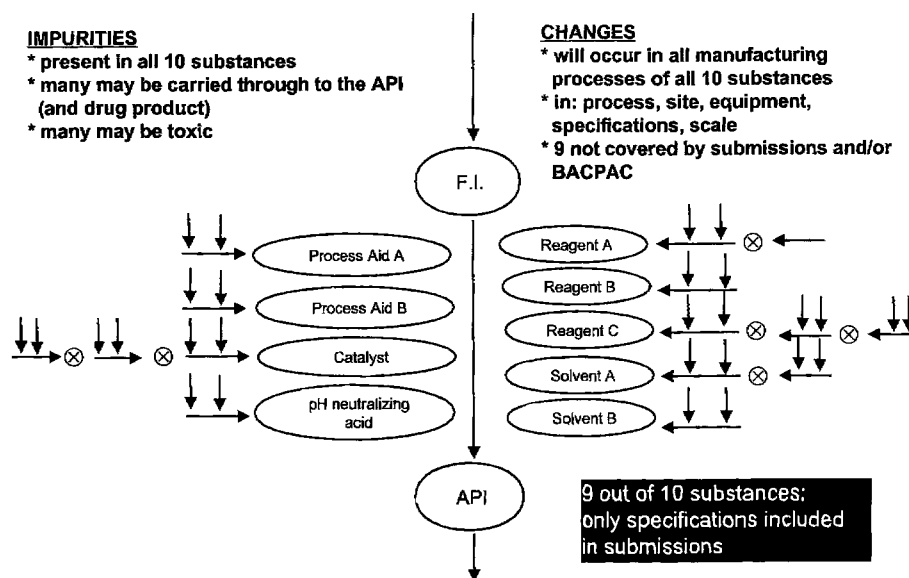 IMPURITIES
* present in all 10 substances
* many may be carried through to the API
(and drug product)
* many may be toxic
CHANGES
* will occur in all manufacturing
processes of all 10 substances
* in: process, site, equipment,
specifications, scale
* 9 not covered by submissions and/or
BACPAC
F.I.
Process Aid A
Process Aid B
Catalyst
pH neutralizing
acid
Reagent A
Reagent B
Reagent C
Solvent A
Solvent B
API
9 out of 10 substances:
only specifications included
in submissions